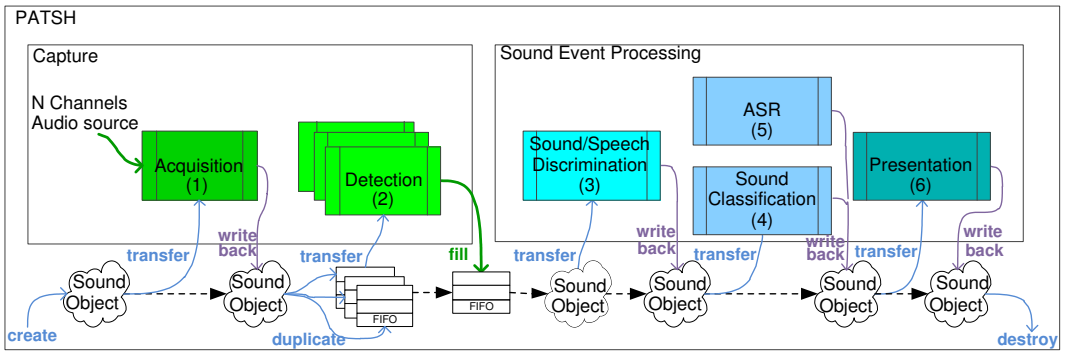 PATSH
Capture
Sound Event Processing
N Channels
Audio source
Acquisition
(1)
Detection
(2)
Sound/Speech
Discrimination
(3)
ASR
(5)
Sound
Classification
(4)
Presentation
(6)
transfer
write
back
transfer
fill
transfer
write
back
transfer
write
back
transfer
write
back
Sound
Object
Sound
Object
FIFO
FIFO
Sound
Object
Sound
Object
Sound
Object
Sound
Object
create
duplicate
destroy